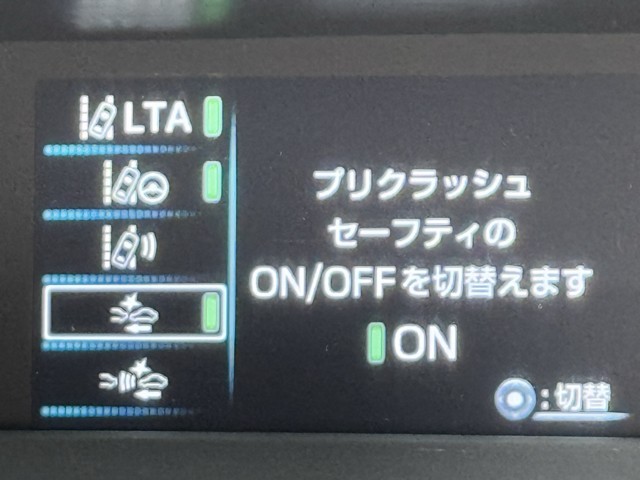 LTA
プリクラッシュ
セーフティの
ON/OFFを切替えます
ON
:切替